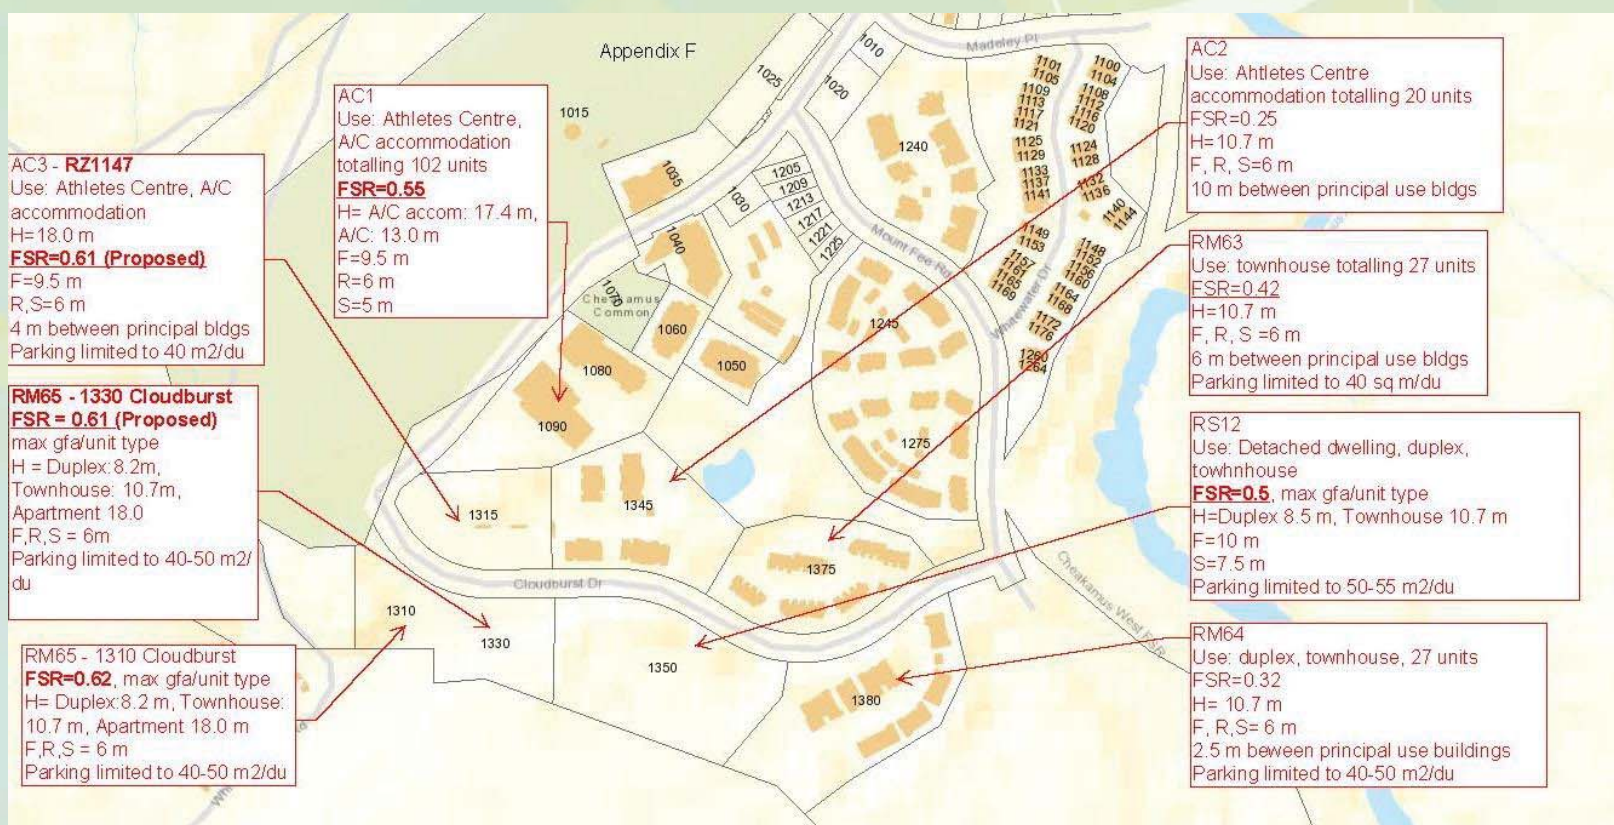 Appendix F
AC1
Use: Athletes Centre,
A/C accommodation
totalling 102 units
FSR=0.55
H= A/C accom: 17.4 m,
A/C: 13.0 m
F=9.5 m
R=6 m
S=5 m
AC2
Use: Ahtletes Centre
accommodation totalling 20 units
FSR=0.25
H=10.7 m
F, R, S=6 m
10 m between principal use bldgs
AC3 - RZ1147
Use: Athletes Centre, A/C
accommodation
H=18.0 m
FSR=0.61 (Proposed)
F=9.5 m
R,S=6 m
4 m between principal bldgs
Parking limited to 40 m2/du
RM63
Use: townhouse totalling 27 units
FSR=0.42
H=10.7 m
F, R, S =6 m
6 m between principal use bldgs
Parking limited to 40 sq m/du
RM65 - 1330 Cloudburst
FSR = 0.61 (Proposed)
max gfa/unit type
H = Duplex:8.2m,
Townhouse: 10.7m,
Apartment 18.0
F,R,S = 6m
Parking limited to 40-50 m2/
du
RS12
Use: Detached dwelling, duplex,
towhnhouse
FSR=0.5, max gfa/unit type
H=Duplex 8.5 m, Townhouse 10.7 m
F=10 m
S=7.5 m
Parking limited to 50-55 m2/du
RM65 - 1310 Cloudburst
FSR=0.62, max gfa/unit type
H= Duplex:8.2 m, Townhouse:
10.7 m, Apartment 18.0 m
F,R,S = 6 m
Parking limited to 40-50 m2/du
RM64
Use: duplex, townhouse, 27 units
FSR=0.32
H= 10.7 m
F, R, S= 6 m
2.5 m beween principal use buildings
Parking limited to 40-50 m2/du
Madeley Pl
1010
1020
1025
1015
1035
1030
1040
1070
Cheakamus
Common
1060
1050
1080
1090
1205
1209
1213
1217
1221
1225
1240
Mount Fee Rd
1245
1275
Whitewater Dr
1101
1105
1109
1113
1117
1121
1125
1129
1133
1137
1141
1149
1153
1157
1161
1165
1169
1100
1104
1108
1112
1116
1120
1124
1128
1132
1136
1140
1144
1148
1152
1156
1160
1164
1168
1172
1176
1260
1264
1315
1345
1375
Cloudburst Dr
1310
1330
1350
1380
Cheakamus West FSR